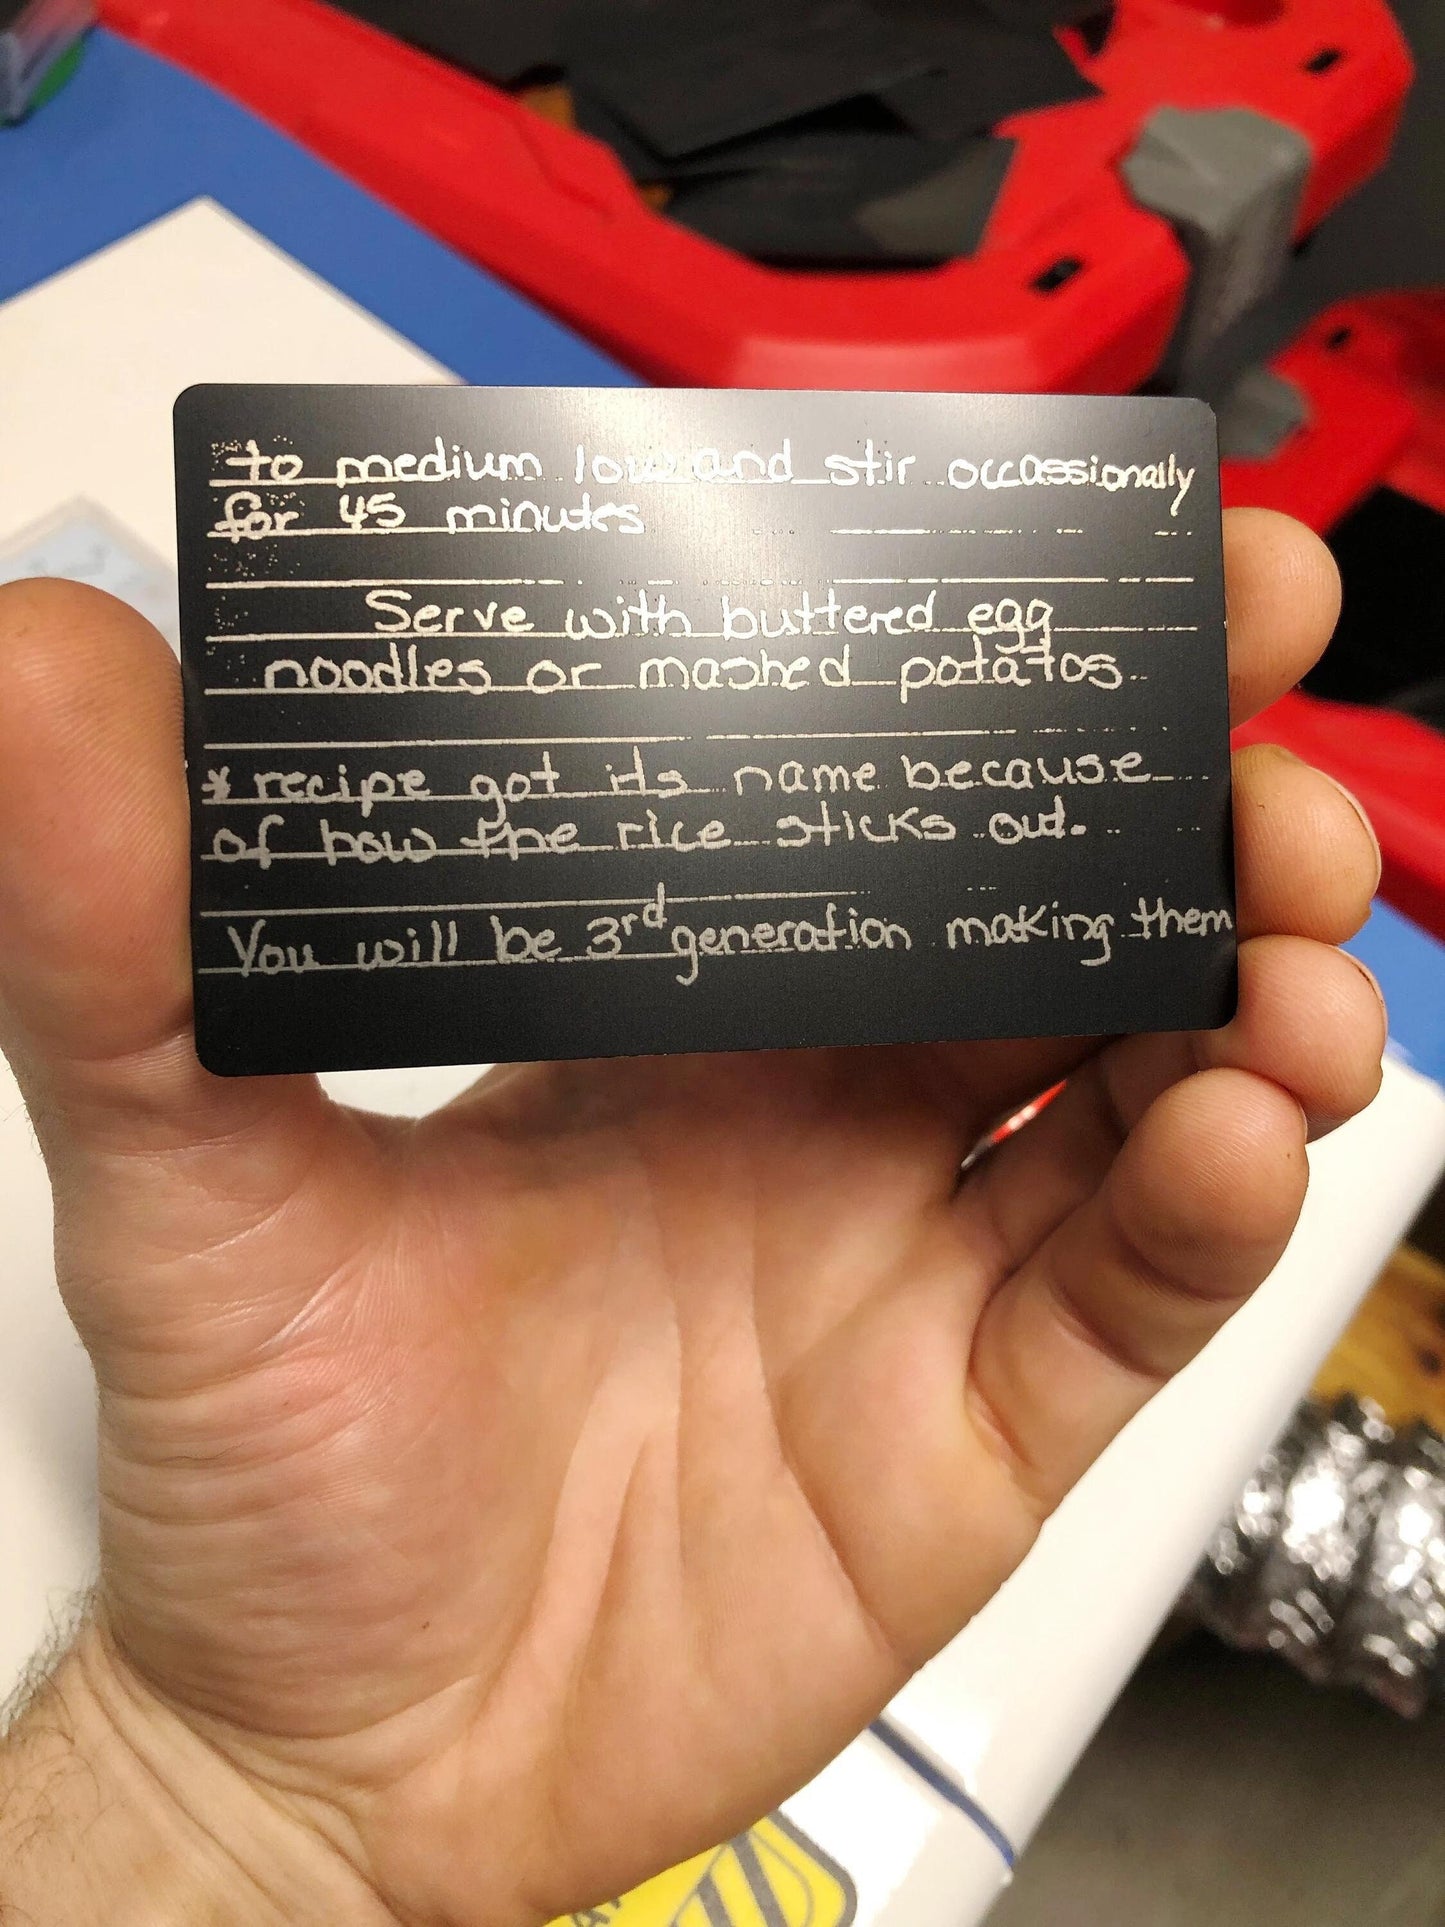 to medium low and stir occassionally
for 45 minutes
Serve with buttered egg
noodles or mashed potatos.
* recipe got its name because
of how the rice sticks out.
You will be 3rd generation making them